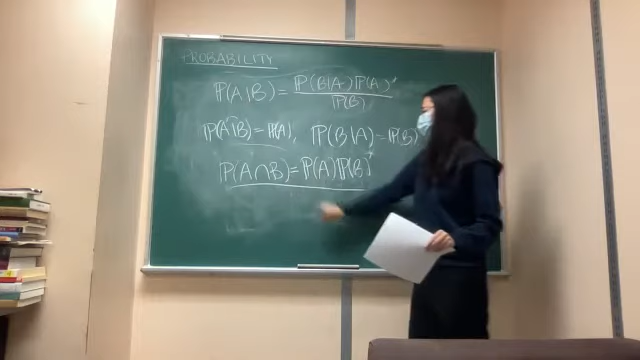 PROBABILITY
P(A|B) = P(B|A)P(A) / P(B)
P(A|B) = P(A), P(B|A) = P(B)
P(A∩B) = P(A)P(B)